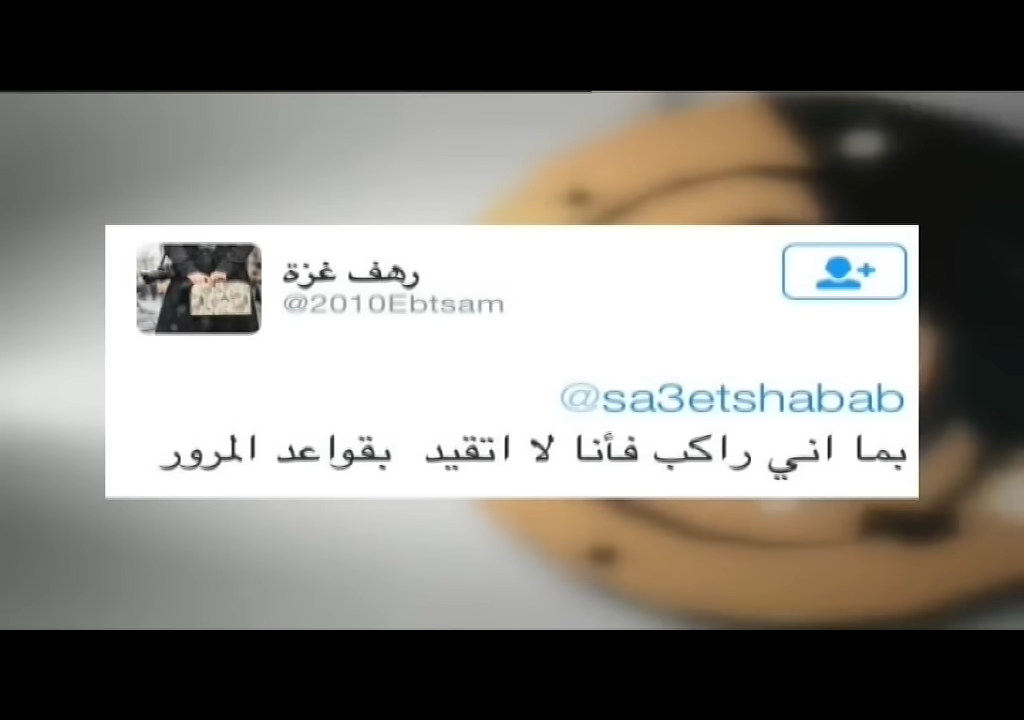 رهف غزة
@2010Ebtsam
@sa3etshabab
بما اني راكب فأنا لا اتقيد بقواعد المرور